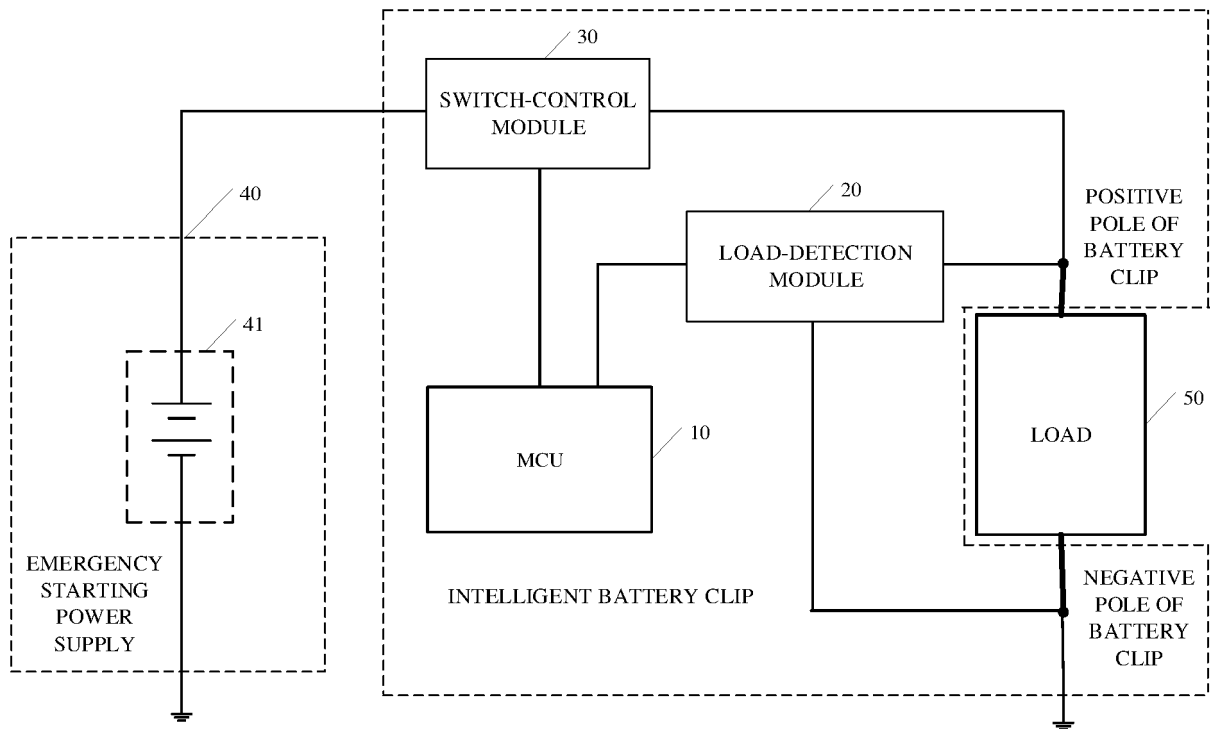 30
SWITCH-CONTROL
MODULE
40
20
POSITIVE
POLE OF
BATTERY
CLIP
LOAD-DETECTION
MODULE
41
50
LOAD
10
MCU
EMERGENCY
STARTING
POWER
SUPPLY
INTELLIGENT BATTERY CLIP
NEGATIVE
POLE OF
BATTERY
CLIP